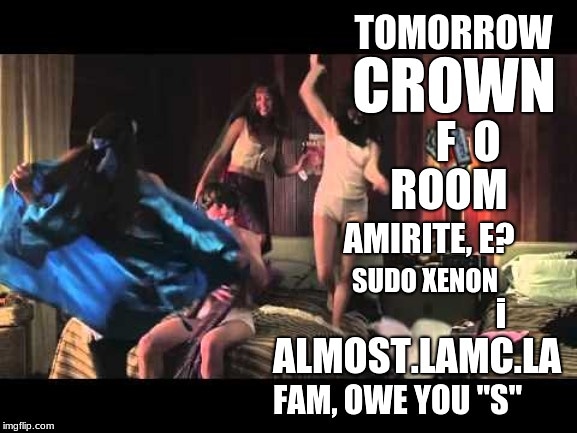 TOMORROW
CROWN
F O
ROOM
AMIRITE, E?
SUDO XENON
i
ALMOST.LAMC.LA
FAM, OWE YOU "S"
imgflip.com